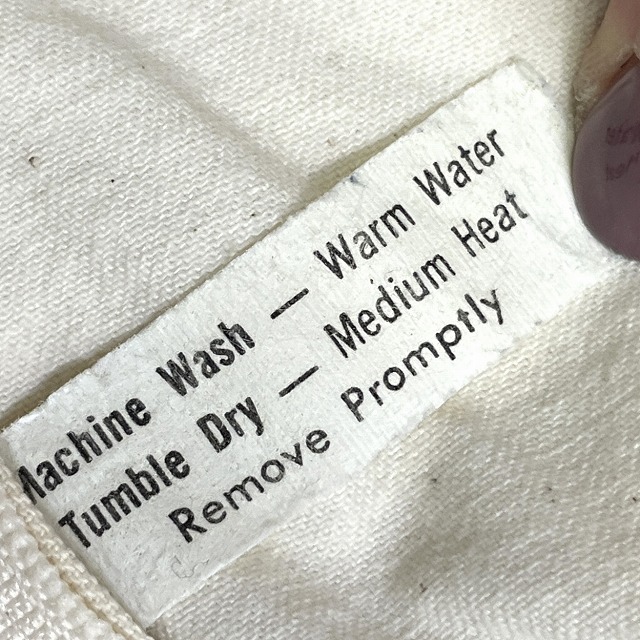 Machine Wash — Warm Water
Tumble Dry — Medium Heat
Remove Promptly